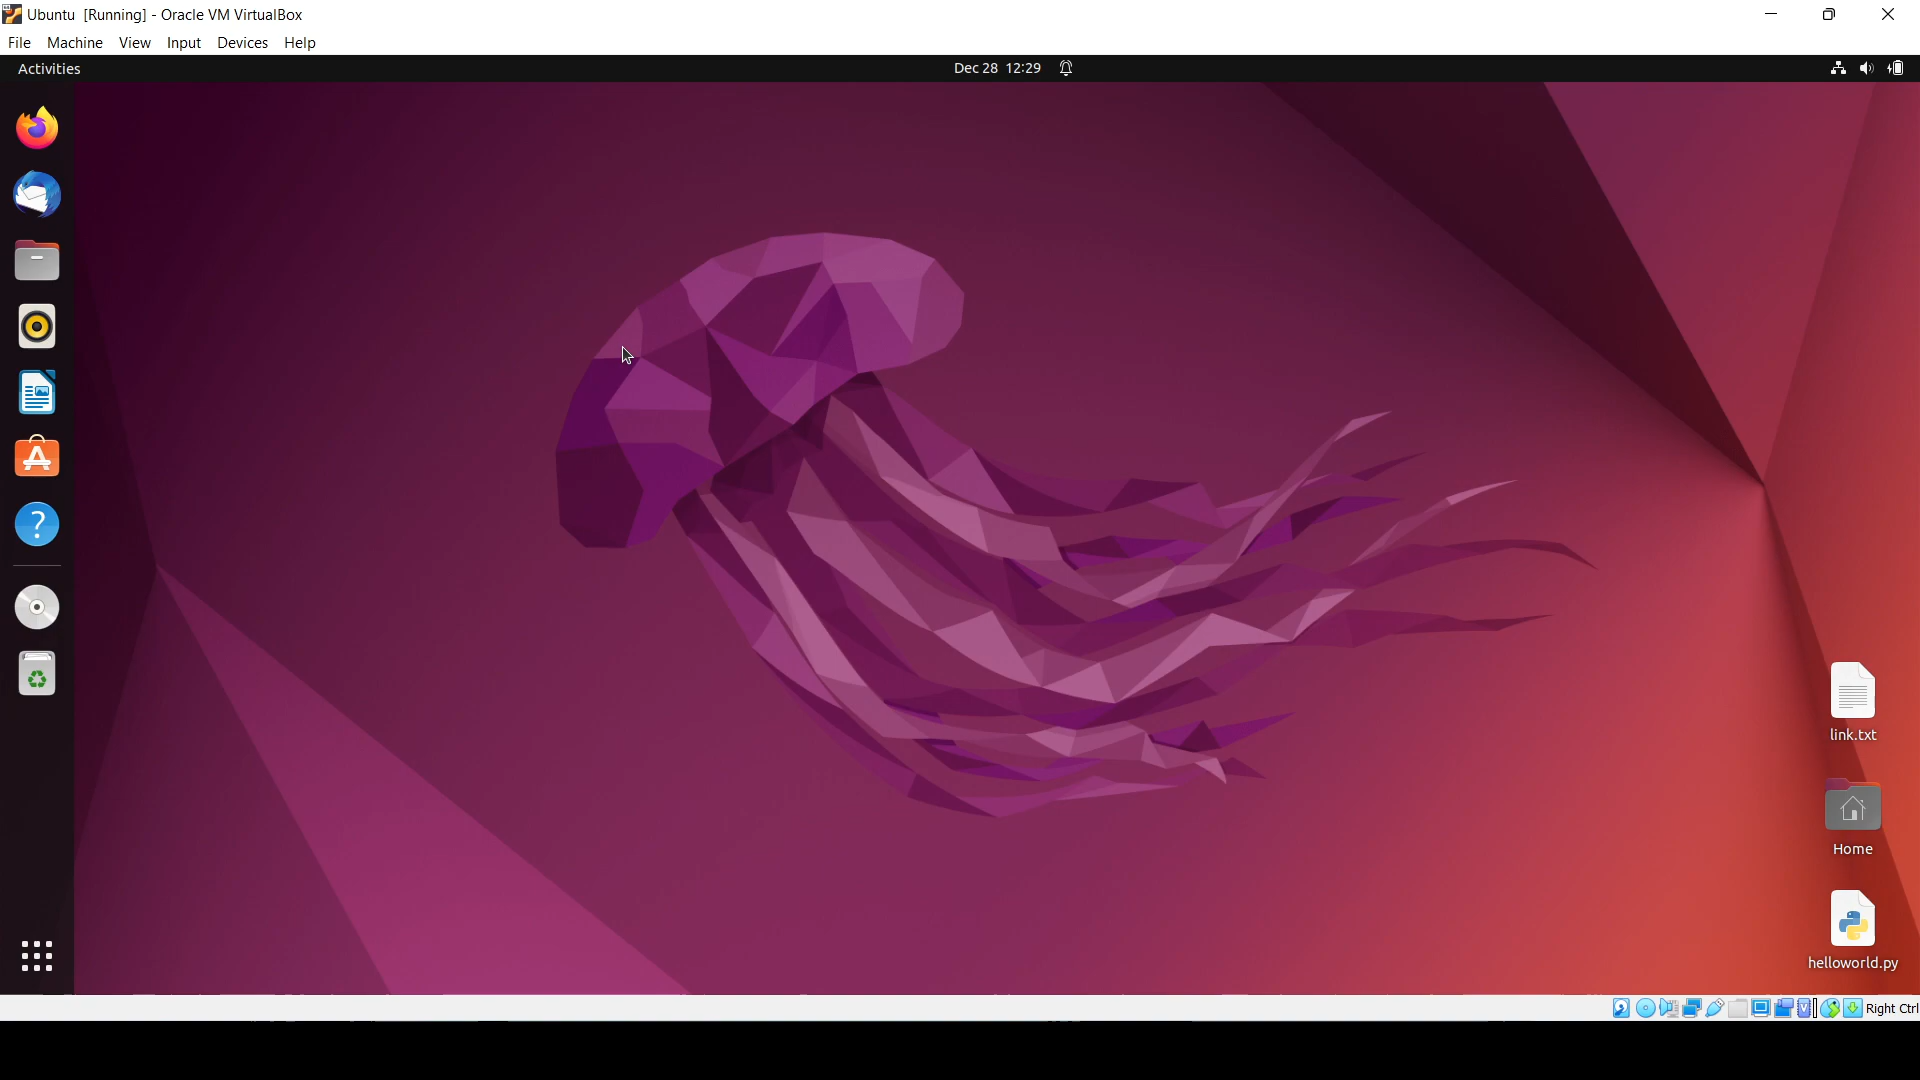 Ubuntu [Running] - Oracle VM VirtualBox
File Machine View Input Devices Help
Activities
Dec 28 12:29
link.txt
Home
helloworld.py
Right Ctrl